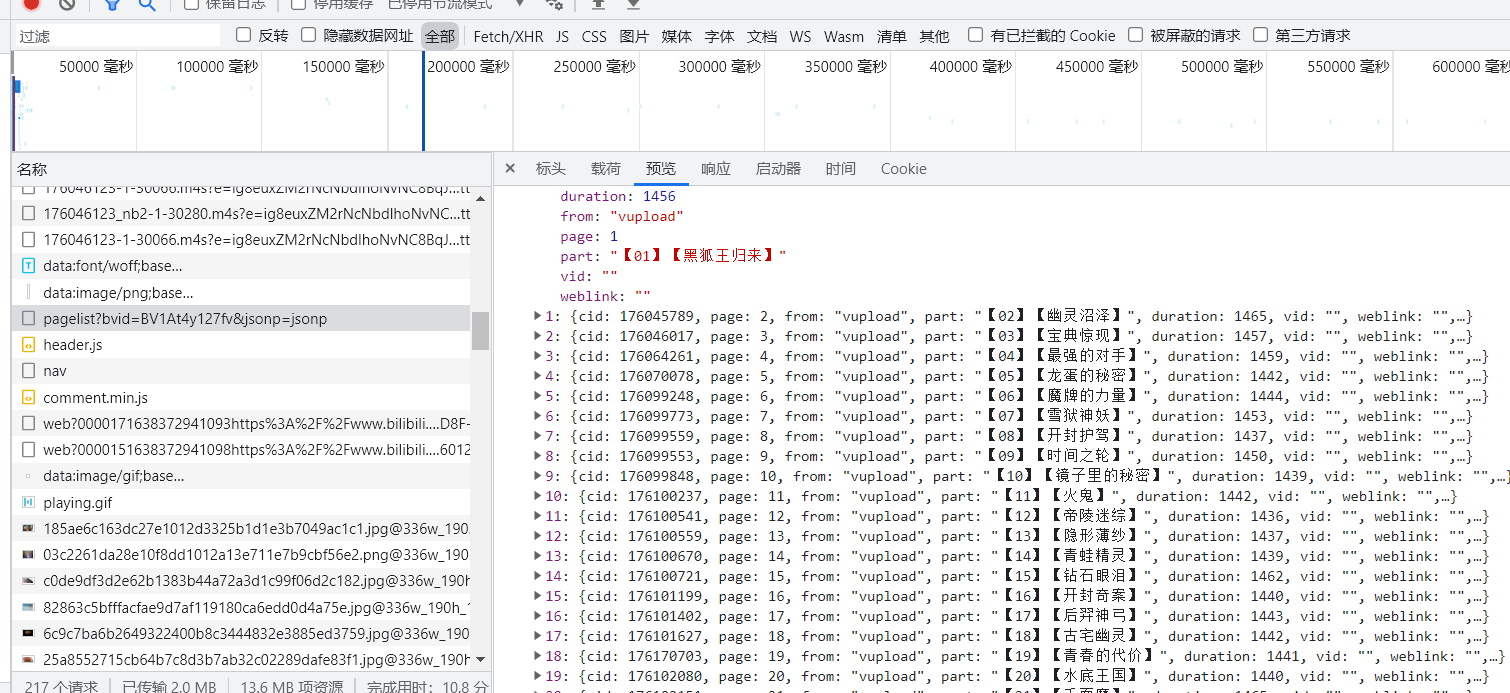 保留日志 停用缓存 已停用节流模式
过滤 反转 隐藏数据网址 全部 Fetch/XHR JS CSS 图片 媒体 字体 文档 WS Wasm 清单 其他 有已拦截的 Cookie 被屏蔽的请求 第三方请求
50000 毫秒 100000 毫秒 150000 毫秒 200000 毫秒 250000 毫秒 300000 毫秒 350000 毫秒 400000 毫秒 450000 毫秒 500000 毫秒 550000 毫秒 600000 毫秒
名称
176046123-1-30066.m4s?e=ig8euxZM2rNcNbdlhoNvNC8BqJ...tt
176046123_nb2-1-30280.m4s?e=ig8euxZM2rNcNbdlhoNvNC...tt
176046123-1-30066.m4s?e=ig8euxZM2rNcNbdlhoNvNC8BqJ...tt
data:font/woff;base...
data:image/png;base...
pagelist?bvid=BV1At4y127fv&jsonp=jsonp
header.js
nav
comment.min.js
web?0000171638372941093https%3A%2F%2Fwww.bilibili....D8F-
web?0000151638372941098https%3A%2F%2Fwww.bilibili....6012
data:image/gif;base...
playing.gif
185ae6c163dc27e1012d3325b1d1e3b7049ac1c1.jpg@336w_190
03c2261da28e10f8dd1012a13e711e7b9cbf56e2.png@336w_190
c0de9df3d2e62b1383b44a72a3d1c99f06d2c182.jpg@336w_190h
82863c5bfffacfae9d7af119180ca6edd0d4a75e.jpg@336w_190h_1
6c9c7ba6b2649322400b8c3444832e3885ed3759.jpg@336w_190
25a8552715cb64b7c8d3b7ab32c02289dafe83f1.jpg@336w_190h
217 个请求 已传输 2.0 MB 13.6 MB 项资源 完成用时：10.8 分
× 标头 载荷 预览 响应 启动器 时间 Cookie
duration: 1456
from: "vupload"
page: 1
part: "【01】【黑狐王归来】"
vid: ""
weblink: ""
1: {cid: 176045789, page: 2, from: "vupload", part: "【02】【幽灵沼泽】", duration: 1465, vid: "", weblink: "",…}
2: {cid: 176046017, page: 3, from: "vupload", part: "【03】【宝典惊现】", duration: 1457, vid: "", weblink: "",…}
3: {cid: 176064261, page: 4, from: "vupload", part: "【04】【最强的对手】", duration: 1459, vid: "", weblink: "",…}
4: {cid: 176070078, page: 5, from: "vupload", part: "【05】【龙蛋的秘密】", duration: 1442, vid: "", weblink: "",…}
5: {cid: 176099248, page: 6, from: "vupload", part: "【06】【魔牌的力量】", duration: 1444, vid: "", weblink: "",…}
6: {cid: 176099773, page: 7, from: "vupload", part: "【07】【雪狱神妖】", duration: 1453, vid: "", weblink: "",…}
7: {cid: 176099559, page: 8, from: "vupload", part: "【08】【开封护驾】", duration: 1437, vid: "", weblink: "",…}
8: {cid: 176099553, page: 9, from: "vupload", part: "【09】【时间之轮】", duration: 1450, vid: "", weblink: "",…}
9: {cid: 176099848, page: 10, from: "vupload", part: "【10】【镜子里的秘密】", duration: 1439, vid: "", weblink: "",…}
10: {cid: 176100237, page: 11, from: "vupload", part: "【11】【火鬼】", duration: 1442, vid: "", weblink: "",…}
11: {cid: 176100541, page: 12, from: "vupload", part: "【12】【帝陵迷综】", duration: 1436, vid: "", weblink: "",…}
12: {cid: 176100559, page: 13, from: "vupload", part: "【13】【隐形薄纱】", duration: 1437, vid: "", weblink: "",…}
13: {cid: 176100670, page: 14, from: "vupload", part: "【14】【青蛙精灵】", duration: 1439, vid: "", weblink: "",…}
14: {cid: 176100721, page: 15, from: "vupload", part: "【15】【钻石眼泪】", duration: 1462, vid: "", weblink: "",…}
15: {cid: 176101199, page: 16, from: "vupload", part: "【16】【开封奇案】", duration: 1440, vid: "", weblink: "",…}
16: {cid: 176101402, page: 17, from: "vupload", part: "【17】【后羿神弓】", duration: 1443, vid: "", weblink: "",…}
17: {cid: 176101627, page: 18, from: "vupload", part: "【18】【古宅幽灵】", duration: 1442, vid: "", weblink: "",…}
18: {cid: 176170703, page: 19, from: "vupload", part: "【19】【青春的代价】", duration: 1441, vid: "", weblink: "",…}
19: {cid: 176102080, page: 20, from: "vupload", part: "【20】【水底王国】", duration: 1440, vid: "", weblink: "",…}